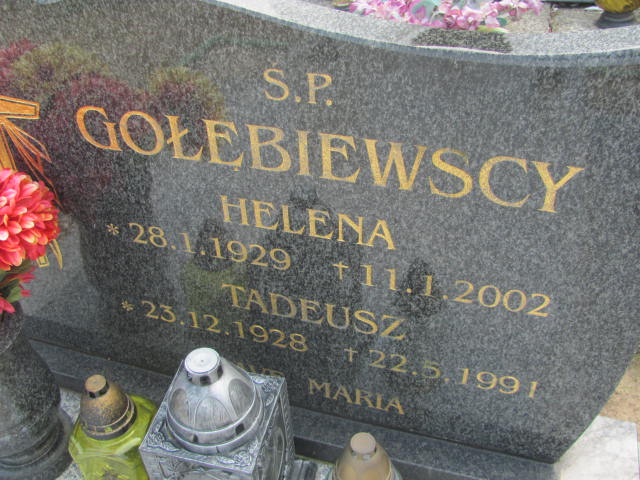 Ś.P.
GOŁĘBIEWSCY
HELENA
* 28.1.1929 † 11.1.2002
TADEUSZ
* 23.12.1928 † 22.5.1991
MARIA